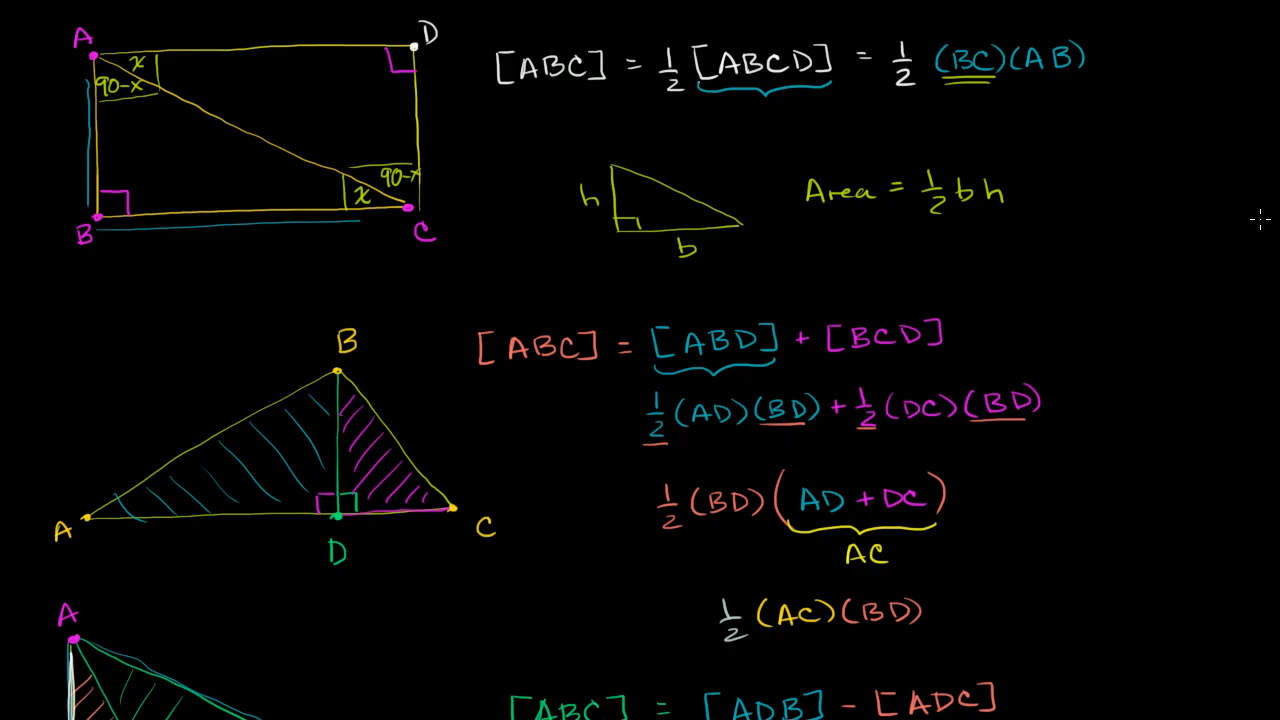 A D
x
90-x
90-x
x
B C
[ABC] = 1/2 [ABCD] = 1/2 (BC)(AB)
h
b
Area = 1/2 b h
B
A
D
C
[ABC] = [ABD] + [BCD]
1/2 (AD)(BD) + 1/2 (DC)(BD)
1/2 (BD)(AD + DC)
AC
1/2 (AC)(BD)
A
[ABC] = [ADB] - [ADC]